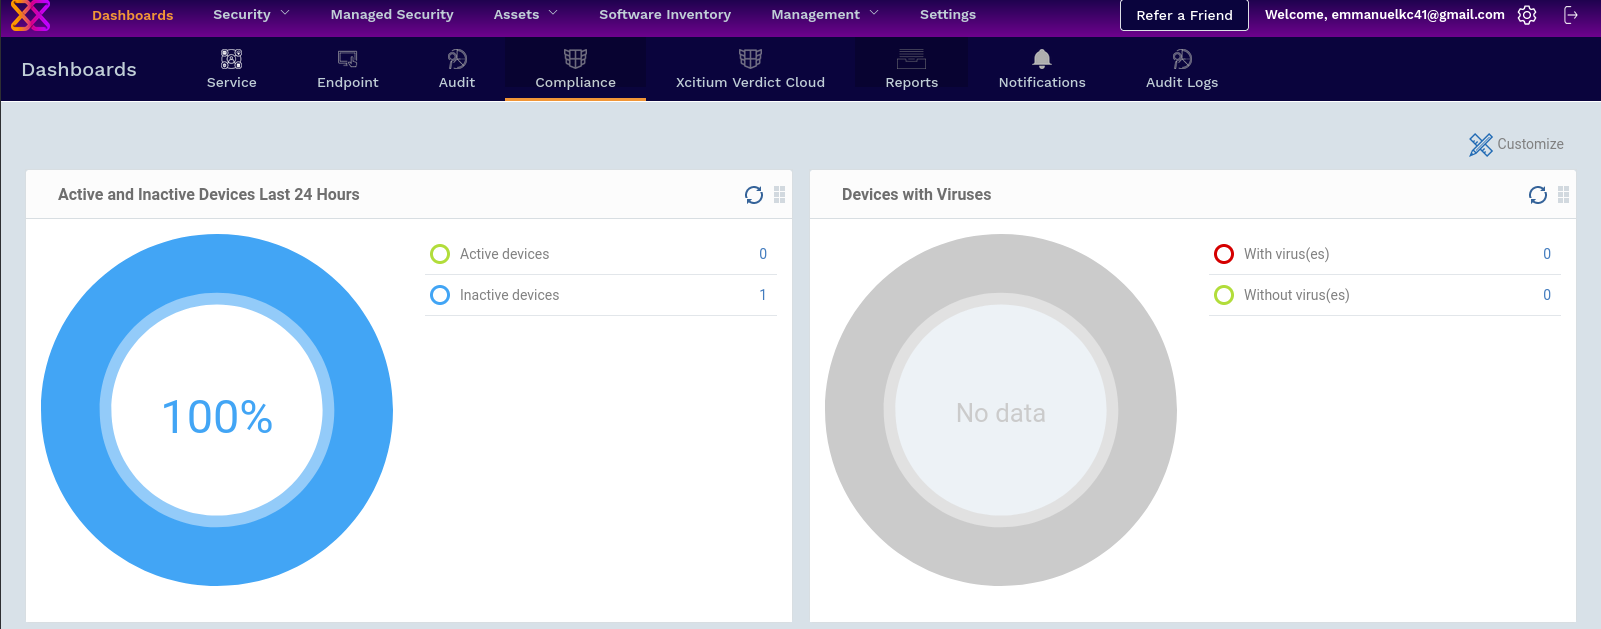 Dashboards Security Managed Security Assets Software Inventory Management Settings Refer a Friend Welcome, emmanuelkc41@gmail.com
Dashboards Service Endpoint Audit Compliance Xcitium Verdict Cloud Reports Notifications Audit Logs
Customize
Active and Inactive Devices Last 24 Hours
100%
Active devices 0
Inactive devices 1
Devices with Viruses
No data
With virus(es) 0
Without virus(es) 0